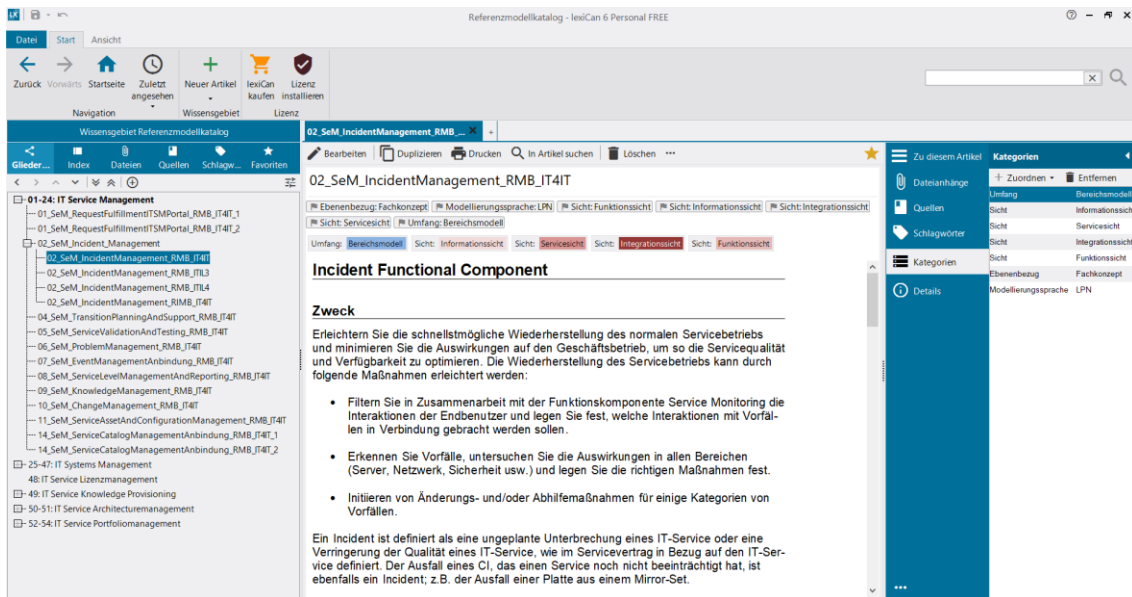 LX
Referenzmodellkatalog - lexiCan 6 Personal FREE
Datei Start Ansicht
Zurück Vorwärts Startseite Zuletzt angesehen Neuer Artikel lexiCan kaufen Lizenz installieren
Navigation Wissensgebiet Lizenz
Wissensgebiet Referenzmodellkatalog
Glieder... Index Dateien Quellen Schlagw... Favoriten
01-24: IT Service Management
01_SeM_RequestFulfillmentITSMPortal_RMB_IT4IT_1
01_SeM_RequestFulfillmentITSMPortal_RMB_IT4IT_2
02_SeM_Incident_Management
02_SeM_IncidentManagement_RMB_IT4IT
02_SeM_IncidentManagement_RMB_ITIL3
02_SeM_IncidentManagement_RMB_ITIL4
02_SeM_IncidentManagement_RIMB_IT4IT
04_SeM_TransitionPlanningAndSupport_RMB_IT4IT
05_SeM_ServiceValidationAndTesting_RMB_IT4IT
06_SeM_ProblemManagement_RMB_IT4IT
07_SeM_EventManagementAnbindung_RMB_IT4IT
08_SeM_ServiceLevelManagementAndReporting_RMB_IT4IT
09_SeM_KnowledgeManagement_RMB_IT4IT
10_SeM_ChangeManagement_RMB_IT4IT
11_SeM_ServiceAssetAndConfigurationManagement_RMB_IT4IT
14_SeM_ServiceCatalogManagementAnbindung_RMB_IT4IT_1
14_SeM_ServiceCatalogManagementAnbindung_RMB_IT4IT_2
25-47: IT Systems Management
48: IT Service Lizenzmanagement
49: IT Service Knowledge Provisioning
50-51: IT Service Architecturemanagement
52-54: IT Service Portfoliomanagement
02_SeM_IncidentManagement_RMB_...
Bearbeiten Duplizieren Drucken In Artikel suchen Löschen ...
02_SeM_IncidentManagement_RMB_IT4IT
Ebenenbezug: Fachkonzept Modellierungssprache: LPN Sicht: Funktionssicht Sicht: Informationssicht Sicht: Integrationssicht
Sicht: Servicesicht Umfang: Bereichsmodell
Umfang: Bereichsmodell Sicht: Informationssicht Sicht: Servicesicht Sicht: Integrationssicht Sicht: Funktionssicht
Incident Functional Component
Zweck
Erleichtern Sie die schnellstmögliche Wiederherstellung des normalen Servicebetriebs
und minimieren Sie die Auswirkungen auf den Geschäftsbetrieb, um so die Servicequalität
und Verfügbarkeit zu optimieren. Die Wiederherstellung des Servicebetriebs kann durch
folgende Maßnahmen erleichtert werden:
• Filtern Sie in Zusammenarbeit mit der Funktionskomponente Service Monitoring die
Interaktionen der Endbenutzer und legen Sie fest, welche Interaktionen mit Vorfäl-
len in Verbindung gebracht werden sollen.
• Erkennen Sie Vorfälle, untersuchen Sie die Auswirkungen in allen Bereichen
(Server, Netzwerk, Sicherheit usw.) und legen Sie die richtigen Maßnahmen fest.
• Initiieren von Änderungs- und/oder Abhilfemaßnahmen für einige Kategorien von
Vorfällen.
Ein Incident ist definiert als eine ungeplante Unterbrechung eines IT-Service oder eine
Verringerung der Qualität eines IT-Service, wie im Servicevertrag in Bezug auf den IT-Ser-
vice definiert. Der Ausfall eines CI, das einen Service noch nicht beeinträchtigt hat, ist
ebenfalls ein Incident; z.B. der Ausfall einer Platte aus einem Mirror-Set.
Zu diesem Artikel
Dateianhänge
Quellen
Schlagwörter
Kategorien
Details
Kategorien
Zuordnen Entfernen
Umfang Bereichsmodell
Sicht Informationssich
Sicht Servicesicht
Sicht Integrationssicht
Sicht Funktionssicht
Ebenenbezug Fachkonzept
Modellierungssprache LPN